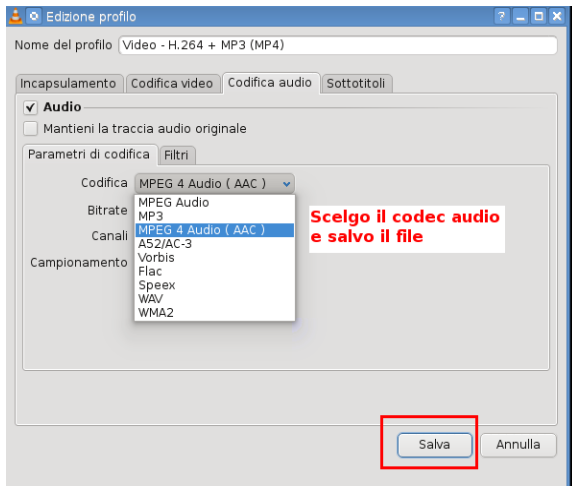 Edizione profilo
Nome del profilo Video - H.264 + MP3 (MP4)
Incapsulamento Codifica video Codifica audio Sottotitoli
Audio
Mantieni la traccia audio originale
Parametri di codifica Filtri
Codifica MPEG 4 Audio ( AAC )
Bitrate
Canali
Campionamento
MPEG Audio
MP3
MPEG 4 Audio ( AAC )
A52/AC-3
Vorbis
Flac
Speex
WAV
WMA2
Scelgo il codec audio
e salvo il file
Salva Annulla